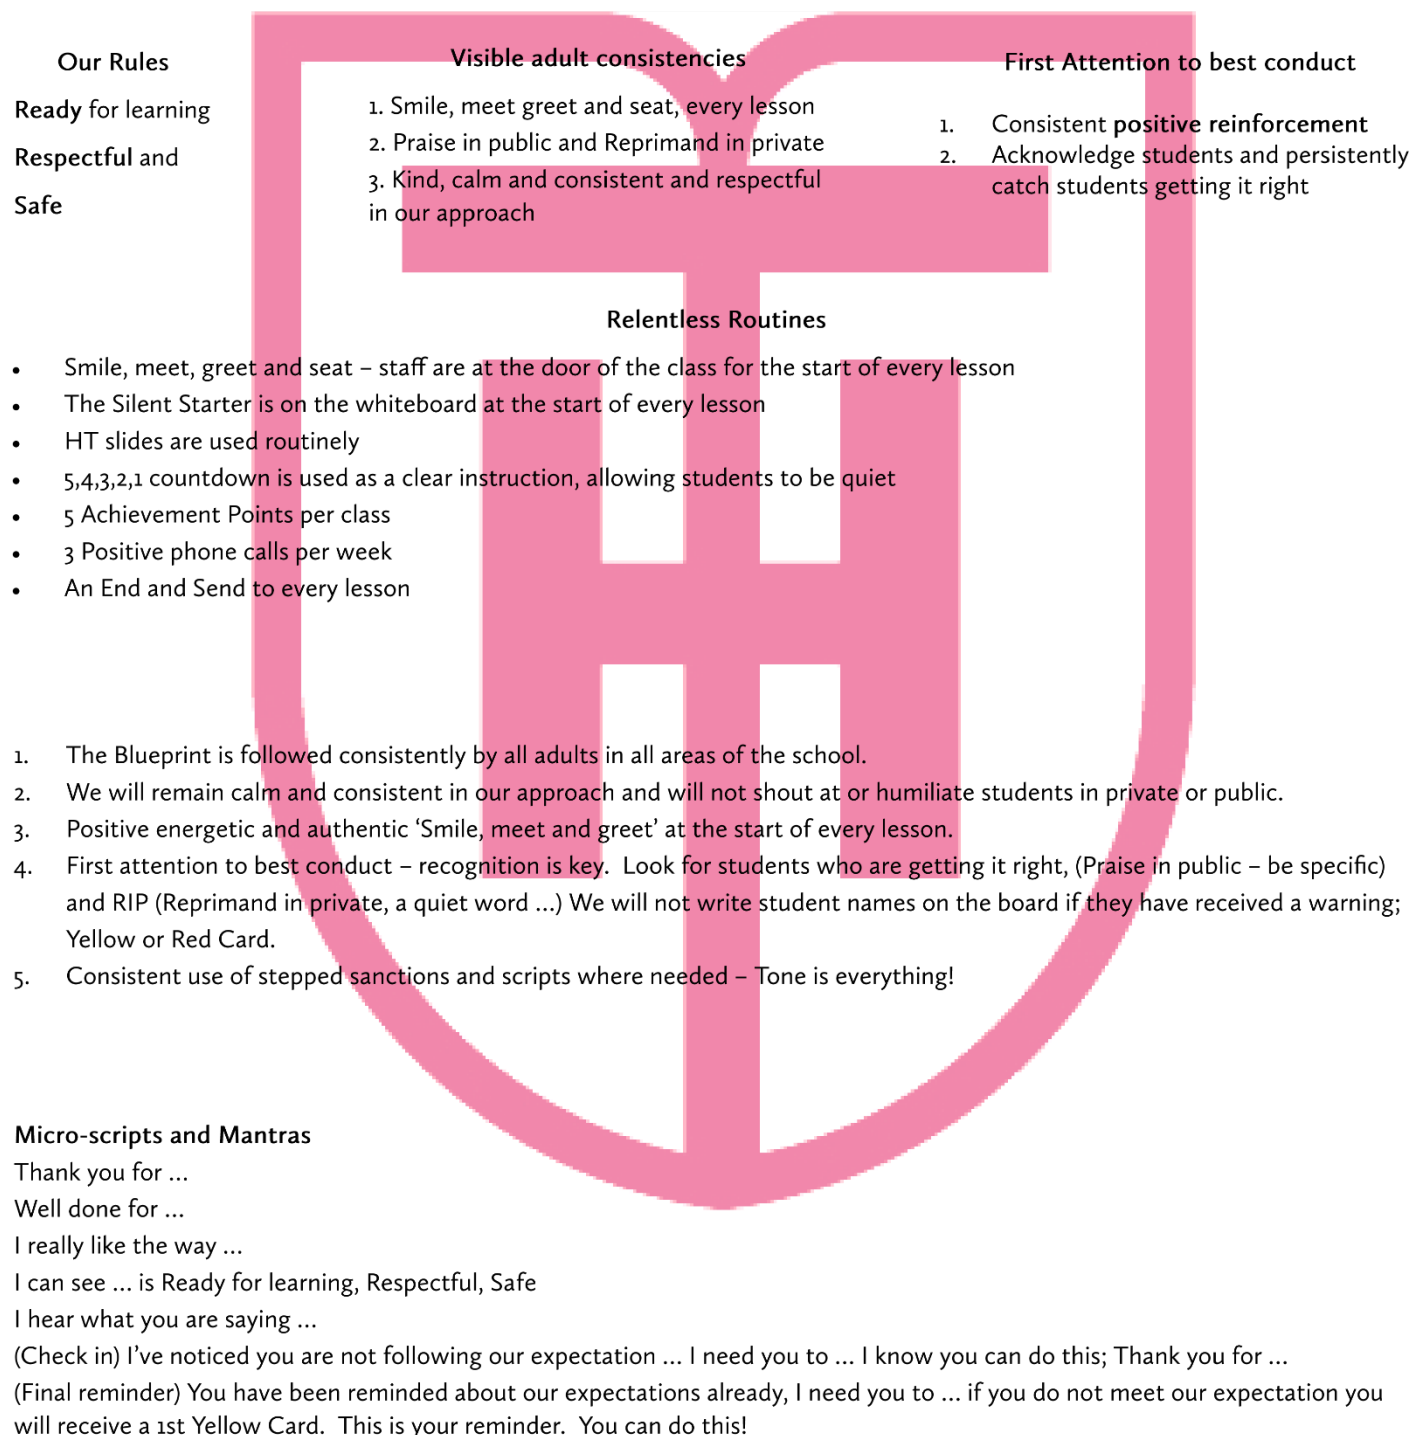 Our Rules
Ready for learning
Respectful and
Safe
Visible adult consistencies
1. Smile, meet greet and seat, every lesson
2. Praise in public and Reprimand in private
3. Kind, calm and consistent and respectful
in our approach
First Attention to best conduct
1. Consistent positive reinforcement
2. Acknowledge students and persistently
catch students getting it right
Relentless Routines
• Smile, meet, greet and seat – staff are at the door of the class for the start of every lesson
• The Silent Starter is on the whiteboard at the start of every lesson
• HT slides are used routinely
• 5,4,3,2,1 countdown is used as a clear instruction, allowing students to be quiet
• 5 Achievement Points per class
• 3 Positive phone calls per week
• An End and Send to every lesson
1. The Blueprint is followed consistently by all adults in all areas of the school.
2. We will remain calm and consistent in our approach and will not shout at or humiliate students in private or public.
3. Positive energetic and authentic ‘Smile, meet and greet’ at the start of every lesson.
4. First attention to best conduct – recognition is key. Look for students who are getting it right, (Praise in public – be specific)
and RIP (Reprimand in private, a quiet word …) We will not write student names on the board if they have received a warning;
Yellow or Red Card.
5. Consistent use of stepped sanctions and scripts where needed – Tone is everything!
Micro-scripts and Mantras
Thank you for …
Well done for …
I really like the way …
I can see … is Ready for learning, Respectful, Safe
I hear what you are saying …
(Check in) I’ve noticed you are not following our expectation … I need you to … I know you can do this; Thank you for …
(Final reminder) You have been reminded about our expectations already, I need you to … if you do not meet our expectation you
will receive a 1st Yellow Card. This is your reminder. You can do this!